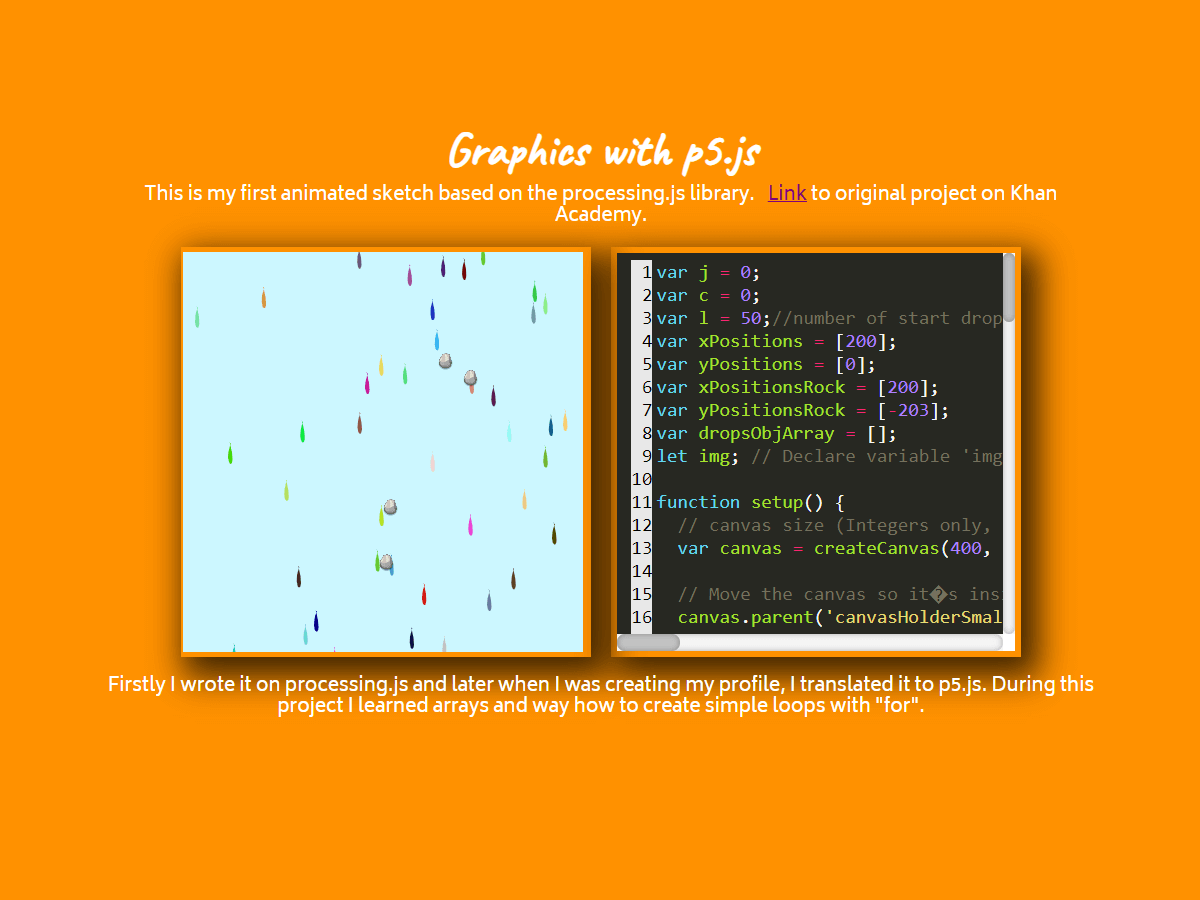 Graphics with p5.js
This is my first animated sketch based on the processing.js library. Link to original project on Khan
Academy.
1 var j = 0;
2 var c = 0;
3 var l = 50;//number of start drop
4 var xPositions = [200];
5 var yPositions = [0];
6 var xPositionsRock = [200];
7 var yPositionsRock = [-203];
8 var dropsObjArray = [];
9 let img; // Declare variable 'img
10
11 function setup() {
12 // canvas size (Integers only,
13 var canvas = createCanvas(400,
14
15 // Move the canvas so it�s ins
16 canvas.parent('canvasHolderSmal
Firstly I wrote it on processing.js and later when I was creating my profile, I translated it to p5.js. During this
project I learned arrays and way how to create simple loops with "for".